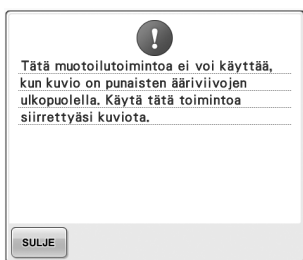 Tätä muotoilutoimintoa ei voi käyttää,
kun kuvio on punaisten ääriviivojen
ulkopuolella. Käytä tätä toimintoa
siirrettyäsi kuviota.
SULJE